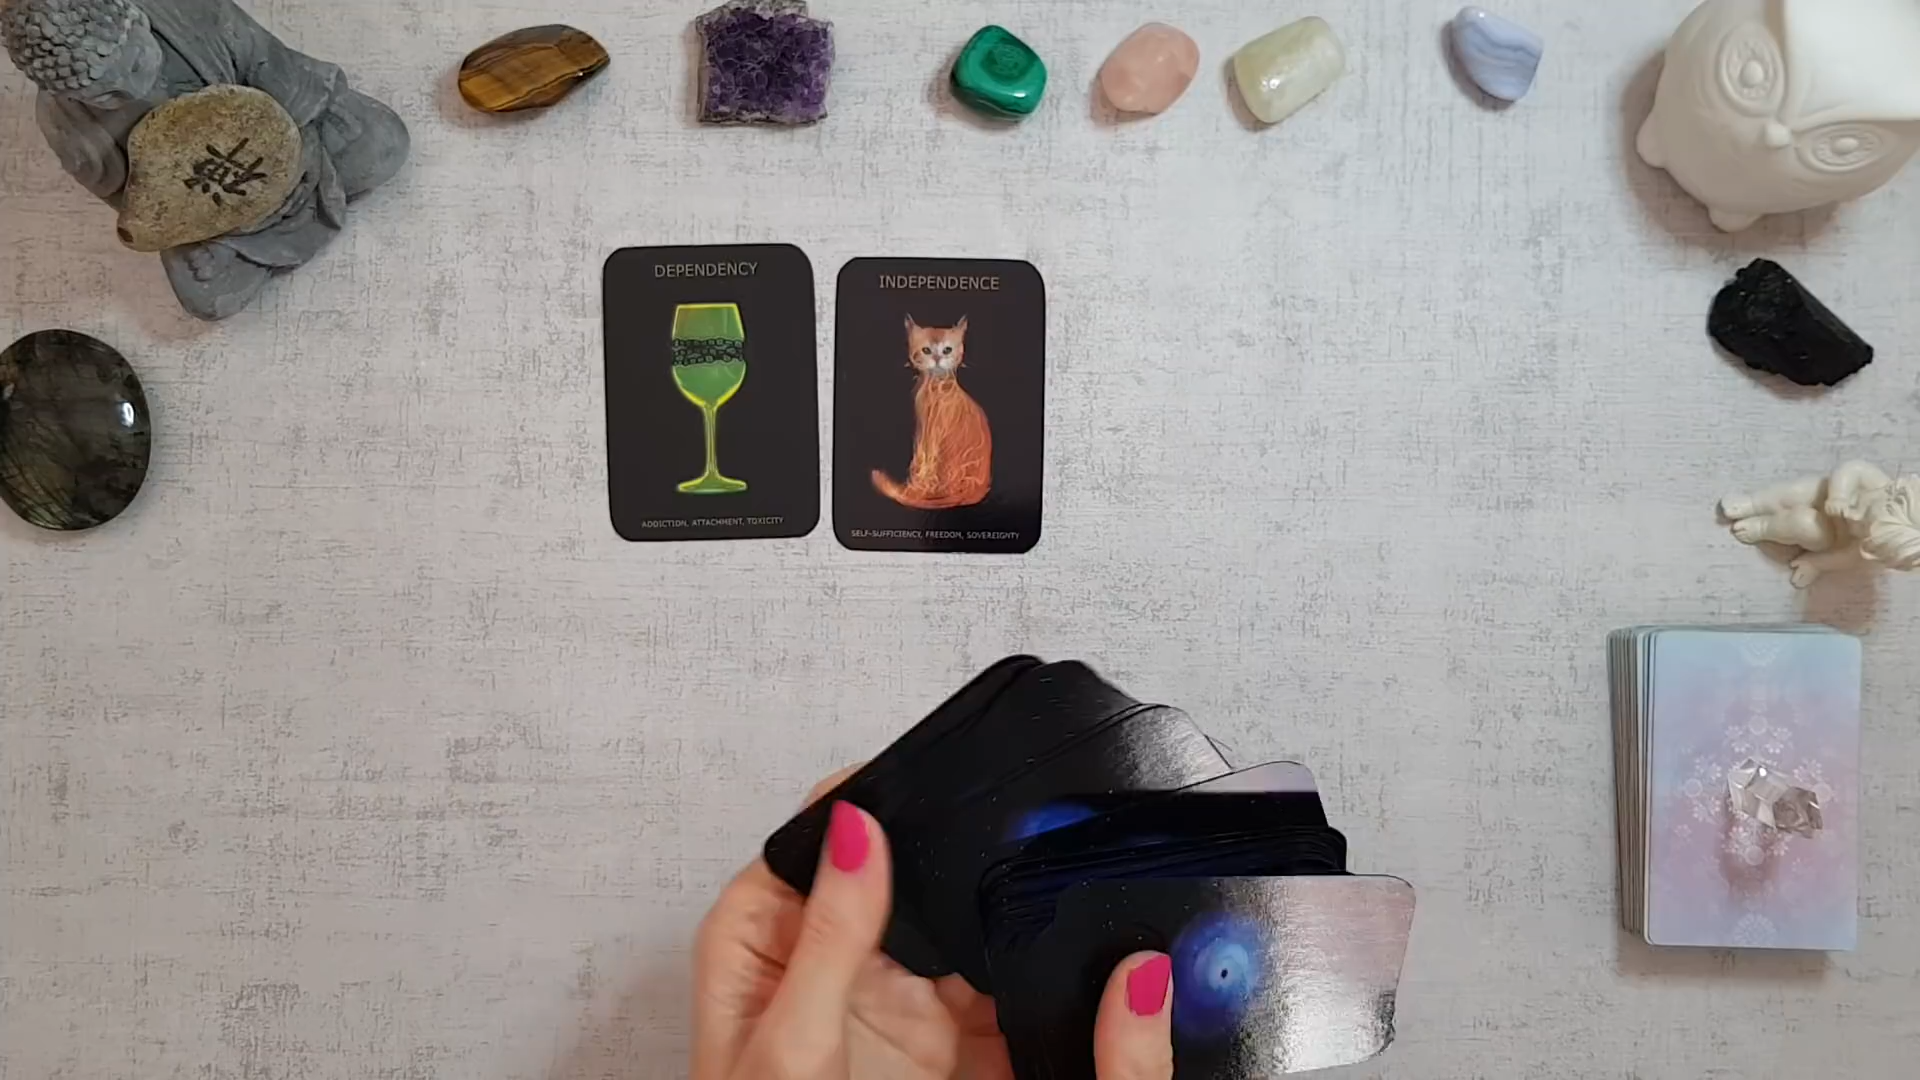 DEPENDENCY
ADDICTION, ATTACHMENT, TOXICITY
INDEPENDENCE
SELF-SUFFICIENCY, FREEDOM, SOVEREIGNTY